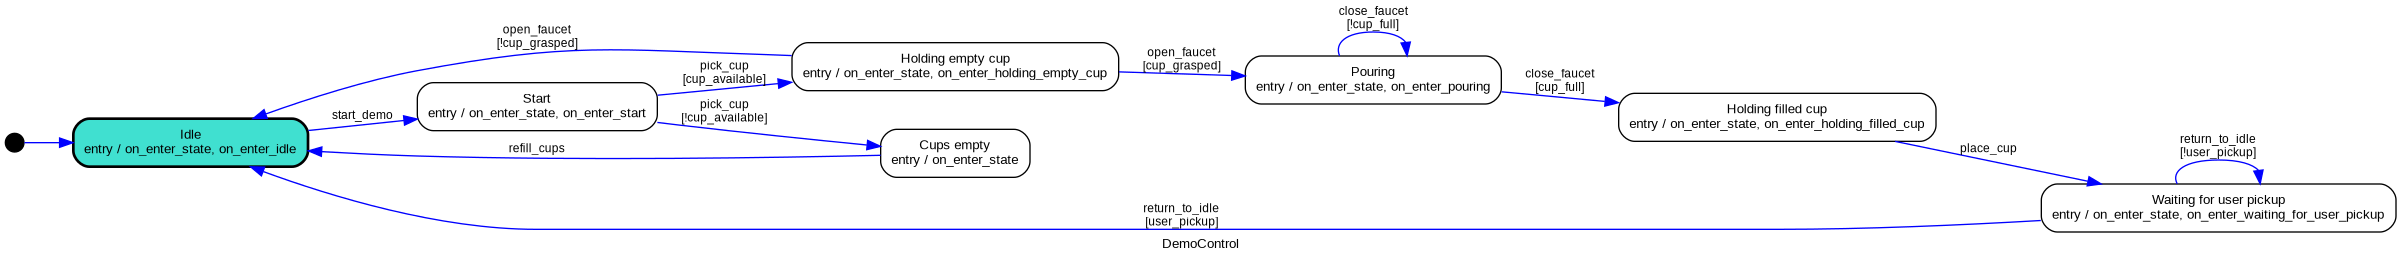 Idle
entry / on_enter_state, on_enter_idle
start_demo
Start
entry / on_enter_state, on_enter_start
open_faucet
[!cup_grasped]
pick_cup
[cup_available]
pick_cup
[!cup_available]
refill_cups
Holding empty cup
entry / on_enter_state, on_enter_holding_empty_cup
Cups empty
entry / on_enter_state
open_faucet
[cup_grasped]
close_faucet
[!cup_full]
Pouring
entry / on_enter_state, on_enter_pouring
close_faucet
[cup_full]
Holding filled cup
entry / on_enter_state, on_enter_holding_filled_cup
place_cup
return_to_idle
[!user_pickup]
Waiting for user pickup
entry / on_enter_state, on_enter_waiting_for_user_pickup
return_to_idle
[user_pickup]
DemoControl